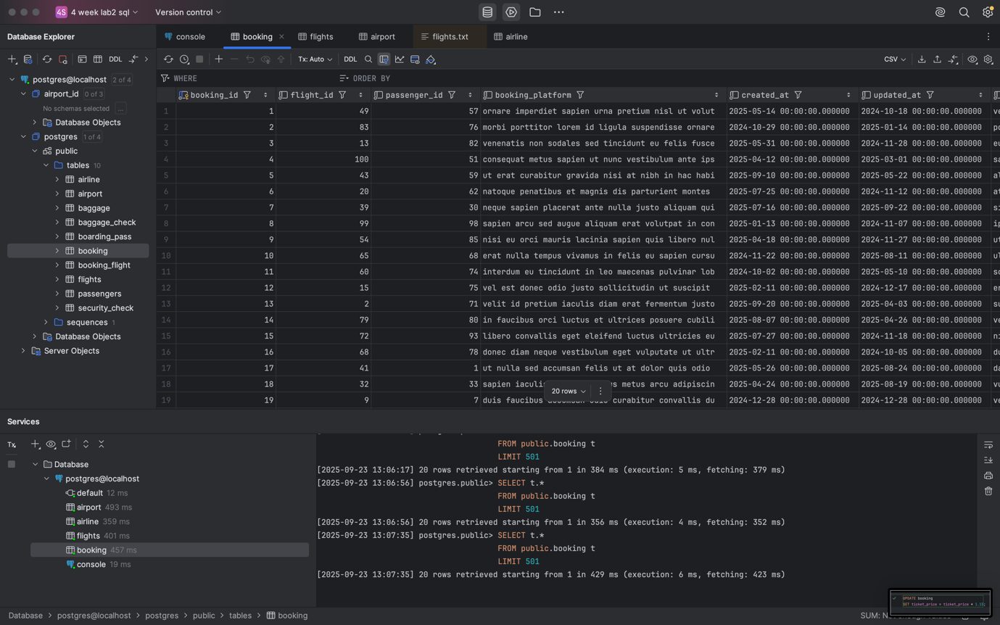 4S 4 week lab2 sql Version control
Database Explorer
console booking flights airport flights.txt airline
DDL Tx: Auto DDL CSV
WHERE ORDER BY
postgres@localhost 2 of 4
airport_id 0 of 3
No schemas selected ...
Database Objects
postgres 1 of 4
public
tables 10
airline
airport
baggage
baggage_check
boarding_pass
booking
booking_flight
flights
passengers
security_check
sequences 1
Database Objects
Server Objects
booking_id flight_id passenger_id booking_platform created_at updated_at
1 1 49 57 ornare imperdiet sapien urna pretium nisl ut volut 2025-05-14 00:00:00.000000 2024-10-18 00:00:00.000000
2 2 83 76 morbi porttitor lorem id ligula suspendisse ornare 2024-10-29 00:00:00.000000 2025-01-14 00:00:00.000000
3 3 13 82 venenatis non sodales sed tincidunt eu felis fusce 2025-05-31 00:00:00.000000 2024-11-28 00:00:00.000000
4 4 100 51 consequat metus sapien ut nunc vestibulum ante ips 2025-04-12 00:00:00.000000 2025-03-01 00:00:00.000000
5 5 43 59 ut erat curabitur gravida nisi at nibh in hac habi 2025-09-10 00:00:00.000000 2025-05-22 00:00:00.000000
6 6 20 62 natoque penatibus et magnis dis parturient montes 2025-07-25 00:00:00.000000 2024-11-12 00:00:00.000000
7 7 39 30 neque sapien placerat ante nulla justo aliquam qui 2025-07-16 00:00:00.000000 2025-09-22 00:00:00.000000
8 8 99 98 sapien arcu sed augue aliquam erat volutpat in con 2025-01-13 00:00:00.000000 2024-11-07 00:00:00.000000
9 9 54 85 nisi eu orci mauris lacinia sapien quis libero nul 2025-04-18 00:00:00.000000 2024-11-27 00:00:00.000000
10 10 65 68 erat nulla tempus vivamus in felis eu sapien cursu 2024-11-22 00:00:00.000000 2025-08-11 00:00:00.000000
11 11 60 74 interdum eu tincidunt in leo maecenas pulvinar lob 2024-10-02 00:00:00.000000 2025-05-10 00:00:00.000000
12 12 15 75 vel est donec odio justo sollicitudin ut suscipit 2025-02-11 00:00:00.000000 2024-12-17 00:00:00.000000
13 13 2 71 velit id pretium iaculis diam erat fermentum justo 2025-09-20 00:00:00.000000 2025-04-03 00:00:00.000000
14 14 79 80 in faucibus orci luctus et ultrices posuere cubili 2025-08-07 00:00:00.000000 2025-04-26 00:00:00.000000
15 15 72 93 libero convallis eget eleifend luctus ultricies eu 2025-07-27 00:00:00.000000 2024-11-18 00:00:00.000000
16 16 68 78 donec diam neque vestibulum eget vulputate ut ultr 2025-02-11 00:00:00.000000 2024-10-05 00:00:00.000000
17 17 41 1 ut nulla sed accumsan felis ut at dolor quis odio 2025-05-26 00:00:00.000000 2025-08-24 00:00:00.000000
18 18 32 33 sapien iaculi metus arcu adipiscin 2025-04-24 00:00:00.000000 2025-08-19 00:00:00.000000
19 19 9 7 duis faucibus curabitur convallis du 2024-12-28 00:00:00.000000 2024-12-28 00:00:00.000000
20 rows
Services
Tx
Database
postgres@localhost
default 12 ms
airport 493 ms
airline 359 ms
flights 401 ms
booking 457 ms
console 19 ms
FROM public.booking t
LIMIT 501
[2025-09-23 13:06:17] 20 rows retrieved starting from 1 in 384 ms (execution: 5 ms, fetching: 379 ms)
[2025-09-23 13:06:56] postgres.public> SELECT t.*
FROM public.booking t
LIMIT 501
[2025-09-23 13:06:56] 20 rows retrieved starting from 1 in 356 ms (execution: 4 ms, fetching: 352 ms)
[2025-09-23 13:07:35] postgres.public> SELECT t.*
FROM public.booking t
LIMIT 501
[2025-09-23 13:07:35] 20 rows retrieved starting from 1 in 429 ms (execution: 6 ms, fetching: 423 ms)
UPDATE booking
SET ticket_price = ticket_price * 1.15;
Database > postgres@localhost > postgres > public > tables > booking SUM: